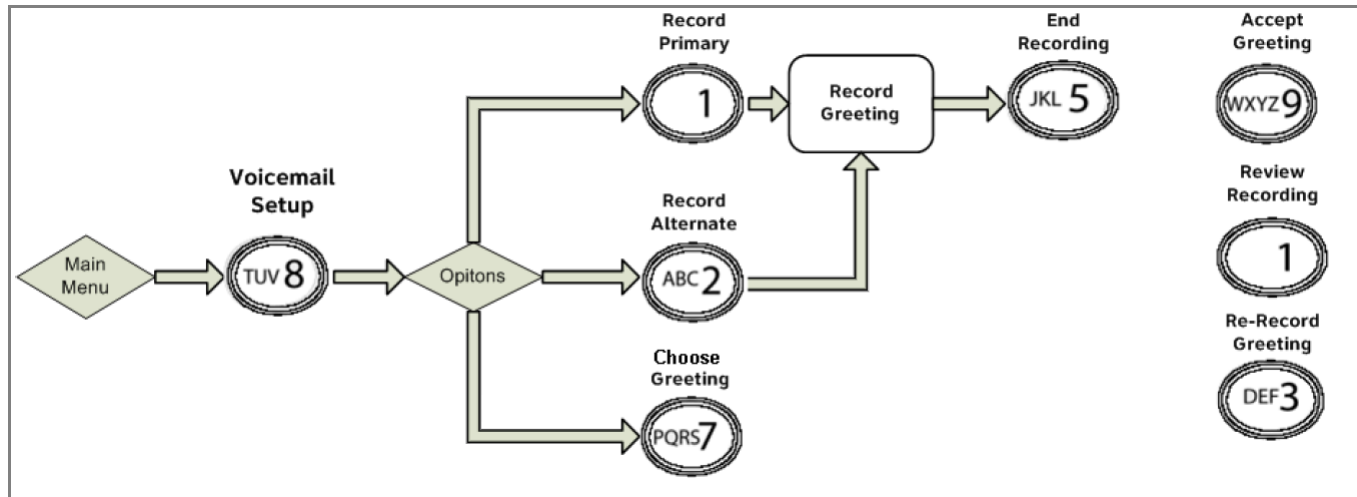 Main
Menu
Voicemail
Setup
TUV 8
Opitons
Record
Primary
1
Record
Alternate
ABC 2
Choose
Greeting
PQRS 7
Record
Greeting
End
Recording
JKL 5
Accept
Greeting
WXYZ 9
Review
Recording
1
Re-Record
Greeting
DEF 3